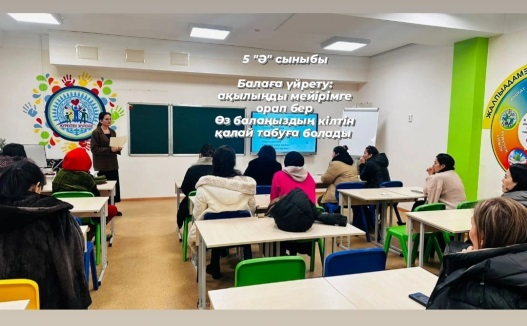 5 "Ә" сыныбы
Балаға үйрету:
ақылыңды мейірімге
орап бер
Өз балаңыздың кілтін
қалай табуға болады